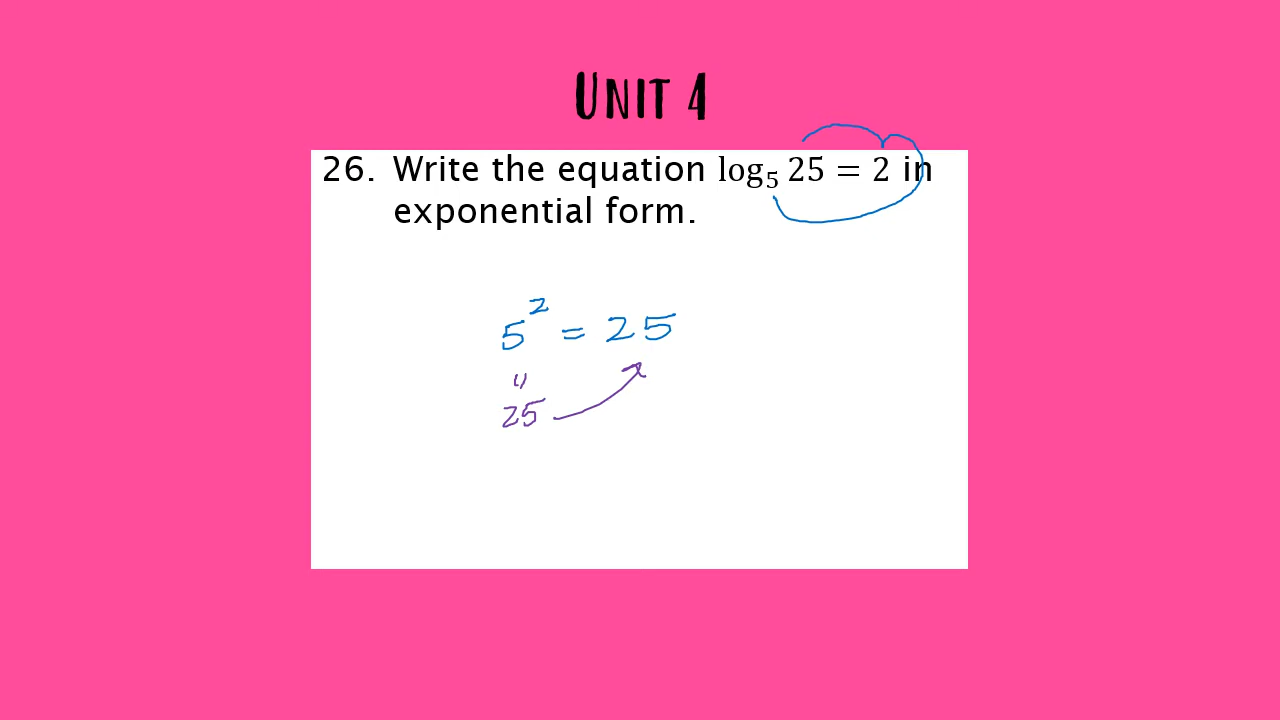 UNIT 4
26. Write the equation log₅ 25 = 2 in
exponential form.
5² = 25
"
25